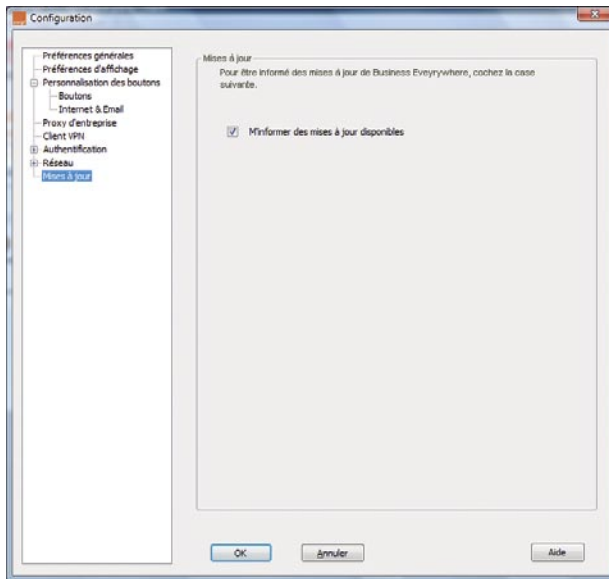 Configuration
Préférences générales
Préférences d'affichage
Personnalisation des boutons
Boutons
Internet & Email
Proxy d'entreprise
Client VPN
Authentification
Réseau
Mises à jour
Mises à jour
Pour être informé des mises à jour de Business Eveyrywhere, cochez la case
suivante.
M'informer des mises à jour disponibles
OK
Annuler
Aide